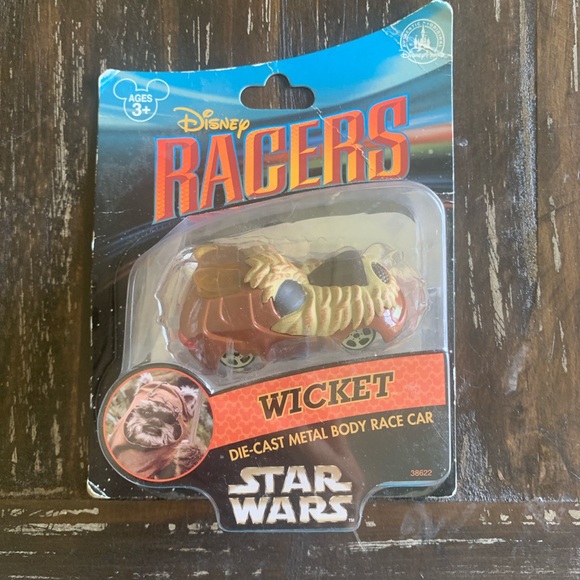 AGES
3+
Disney
RACERS
WICKET
DIE-CAST METAL BODY RACE CAR
38622
STAR
WARS